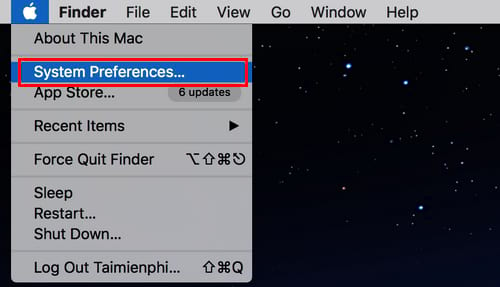 Finder File Edit View Go Window Help
About This Mac
System Preferences...
App Store... 6 updates
Recent Items ▶
Force Quit Finder ⌥⇧⌘⎋
Sleep
Restart...
Shut Down...
Log Out Taimienphi... ⇧⌘Q